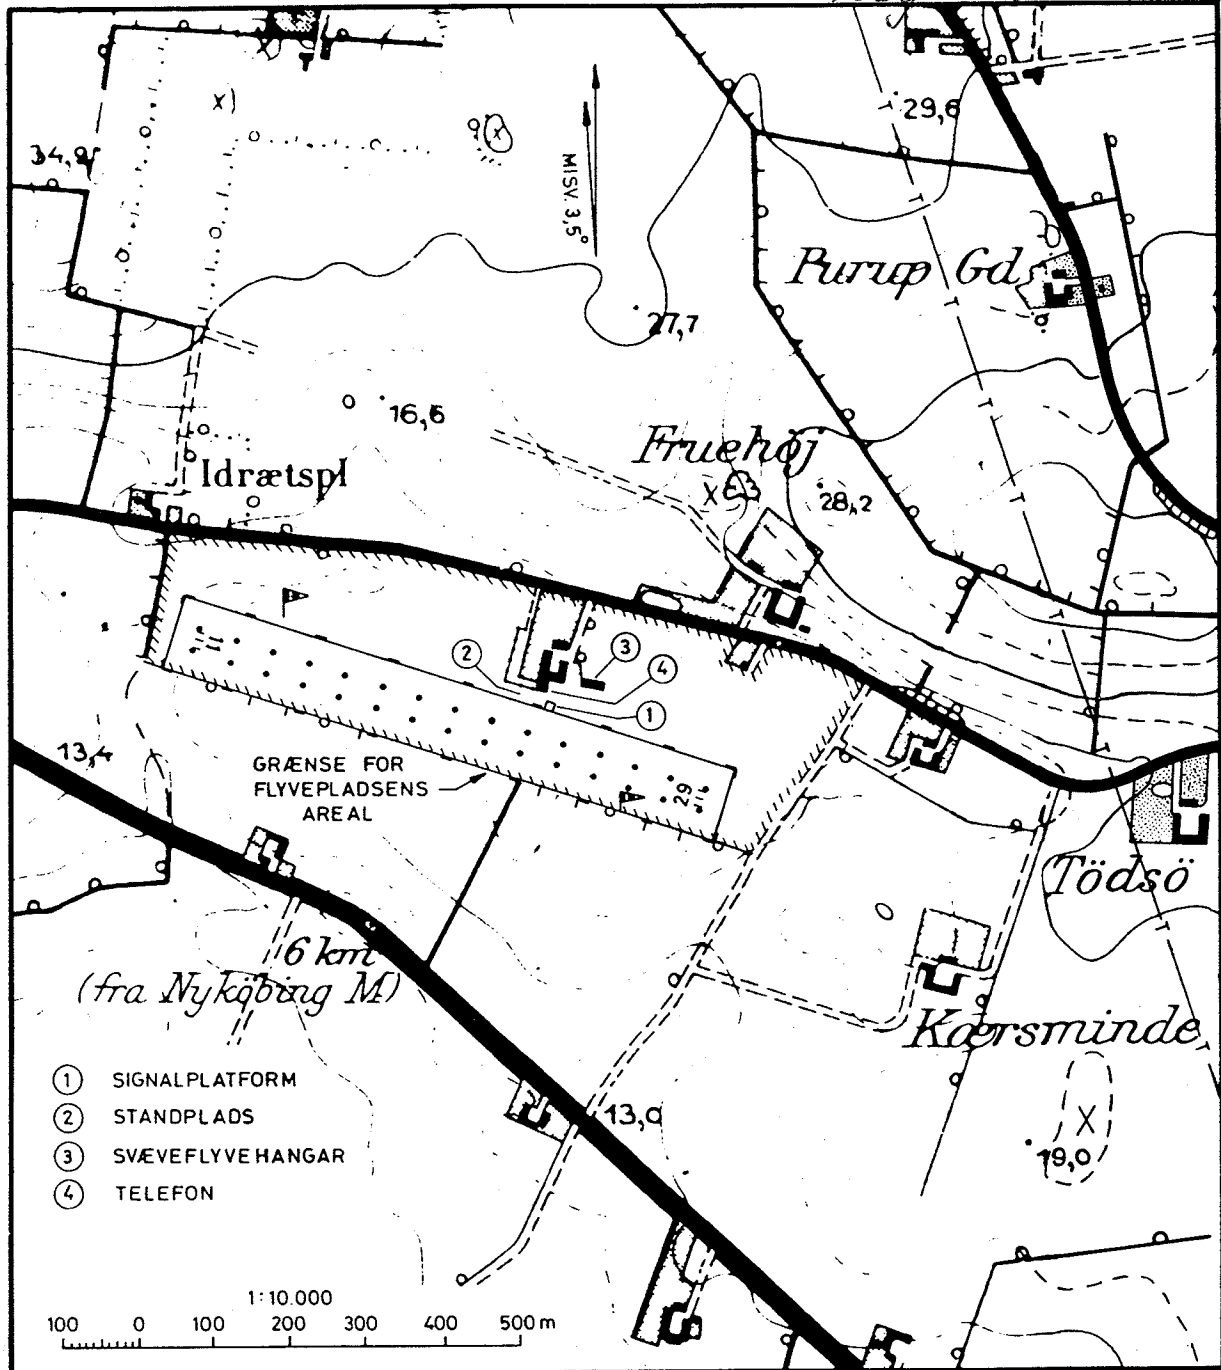 29,6
34,9
MISV. 3,5°
Purup Gd
27,7
16,6
Fruehøj
Idrætspl
28,2
3
2
4
1
13,4
GRÆNSE FOR
FLYVEPLADSENS
AREAL
11
29
Tödsö
6 km
(fra Nyköbing M)
Kærsminde
1 SIGNALPLATFORM
2 STANDPLADS
3 SVÆVEFLYVEHANGAR
4 TELEFON
13,0
19,0
1:10.000
100 0 100 200 300 400 500 m